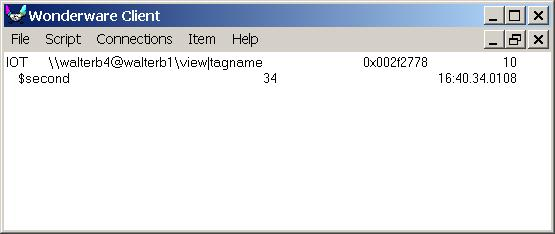 Wonderware Client
File Script Connections Item Help
IOT \\walterb4@walterb1\view|tagname 0x002f2778 10
$second 34 16:40.34.0108